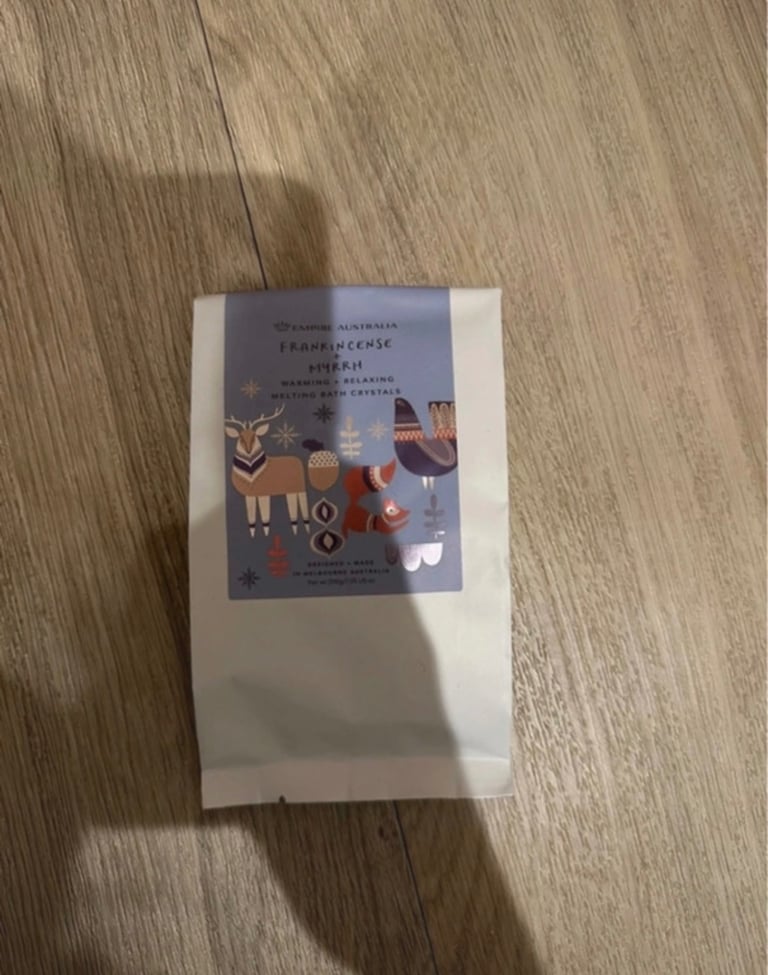 EMPIRE AUSTRALIA
FRANKINCENSE
+
MYRRH
WARMING + RELAXING
MELTING BATH CRYSTALS
DESIGNED + MADE
IN MELBOURNE AUSTRALIA